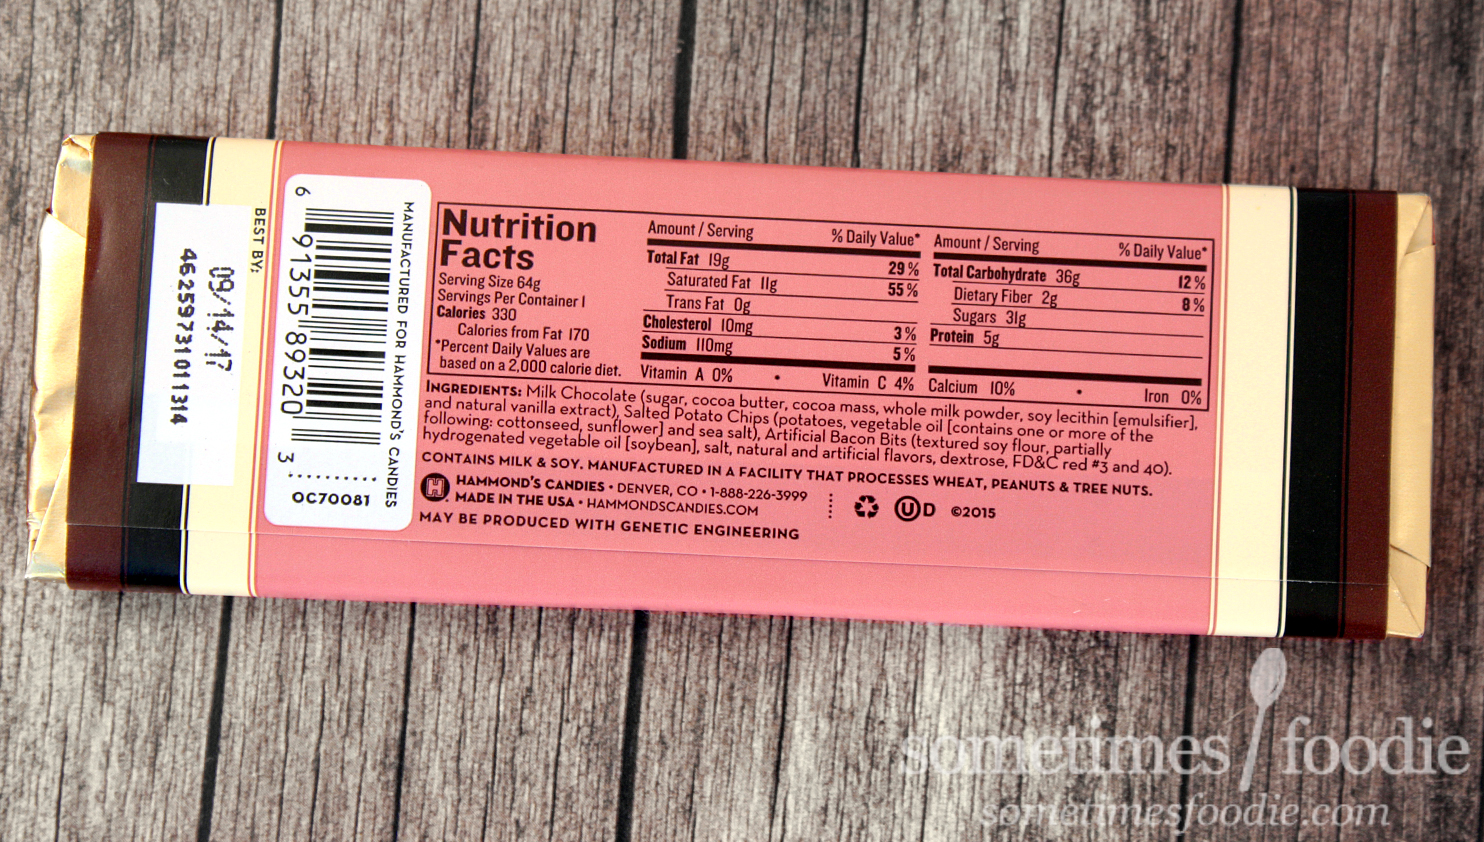 BEST BY:
09/14/17
46259731011314
6 91355 89320 3
OC70081
MANUFACTURED FOR HAMMOND'S CANDIES
Nutrition
Facts
Serving Size 64g
Servings Per Container 1
Calories 330
Calories from Fat 170
*Percent Daily Values are
based on a 2,000 calorie diet.
Amount / Serving % Daily Value*
Total Fat 19g 29%
Saturated Fat 11g 55%
Trans Fat 0g
Cholesterol 10mg 3%
Sodium 110mg 5%
Vitamin A 0% • Vitamin C 4%
Amount / Serving % Daily Value*
Total Carbohydrate 36g 12%
Dietary Fiber 2g 8%
Sugars 31g
Protein 5g
Calcium 10% • Iron 0%
INGREDIENTS: Milk Chocolate (sugar, cocoa butter, cocoa mass, whole milk powder, soy lecithin [emulsifier],
and natural vanilla extract), Salted Potato Chips (potatoes, vegetable oil [contains one or more of the
following: cottonseed, sunflower] and sea salt), Artificial Bacon Bits (textured soy flour, partially
hydrogenated vegetable oil [soybean], salt, natural and artificial flavors, dextrose, FD&C red #3 and 40).
CONTAINS MILK & SOY. MANUFACTURED IN A FACILITY THAT PROCESSES WHEAT, PEANUTS & TREE NUTS.
H HAMMOND'S CANDIES • DENVER, CO • 1-888-226-3999
MADE IN THE USA • HAMMONDSCANDIES.COM
U D ©2015
MAY BE PRODUCED WITH GENETIC ENGINEERING
sometimes foodie
sometimesfoodie.com